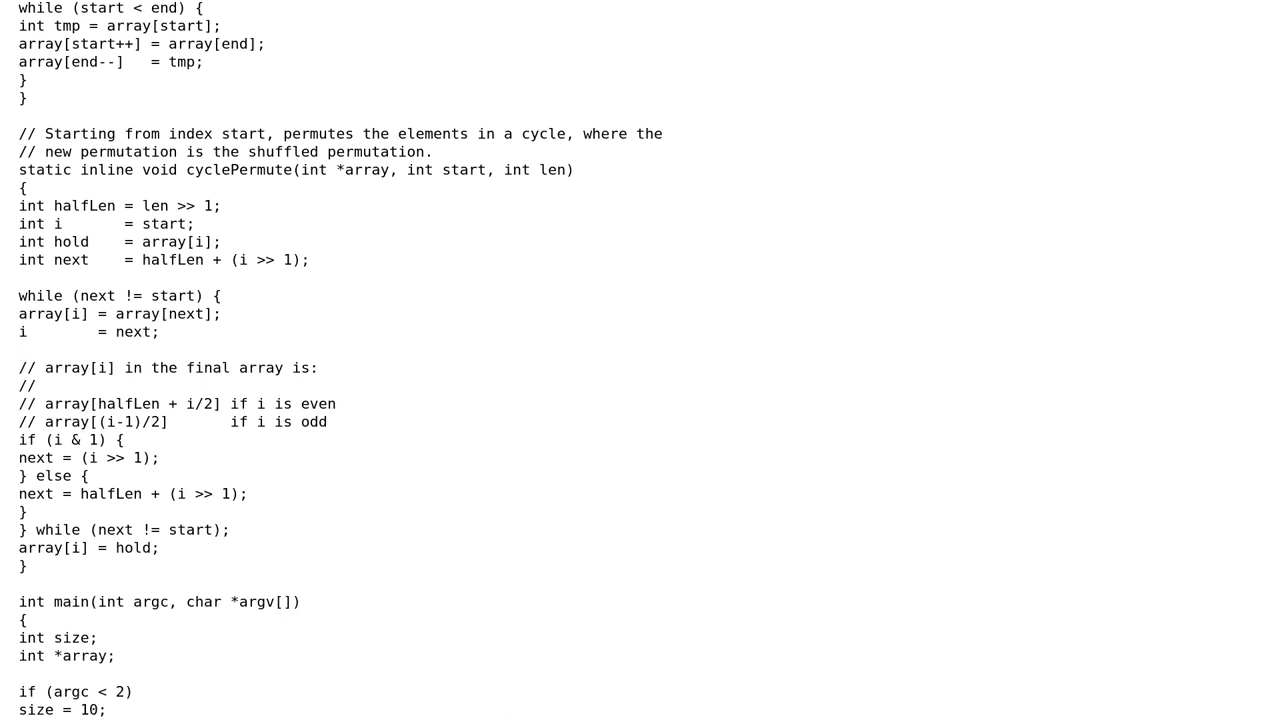 while (start < end) {
int tmp = array[start];
array[start++] = array[end];
array[end--]   = tmp;
}
}

// Starting from index start, permutes the elements in a cycle, where the
// new permutation is the shuffled permutation.
static inline void cyclePermute(int *array, int start, int len)
{
int halfLen = len >> 1;
int i       = start;
int hold    = array[i];
int next    = halfLen + (i >> 1);

while (next != start) {
array[i] = array[next];
i        = next;

// array[i] in the final array is:
//
// array[halfLen + i/2] if i is even
// array[(i-1)/2]       if i is odd
if (i & 1) {
next = (i >> 1);
} else {
next = halfLen + (i >> 1);
}
} while (next != start);
array[i] = hold;
}

int main(int argc, char *argv[])
{
int size;
int *array;

if (argc < 2)
size = 10;